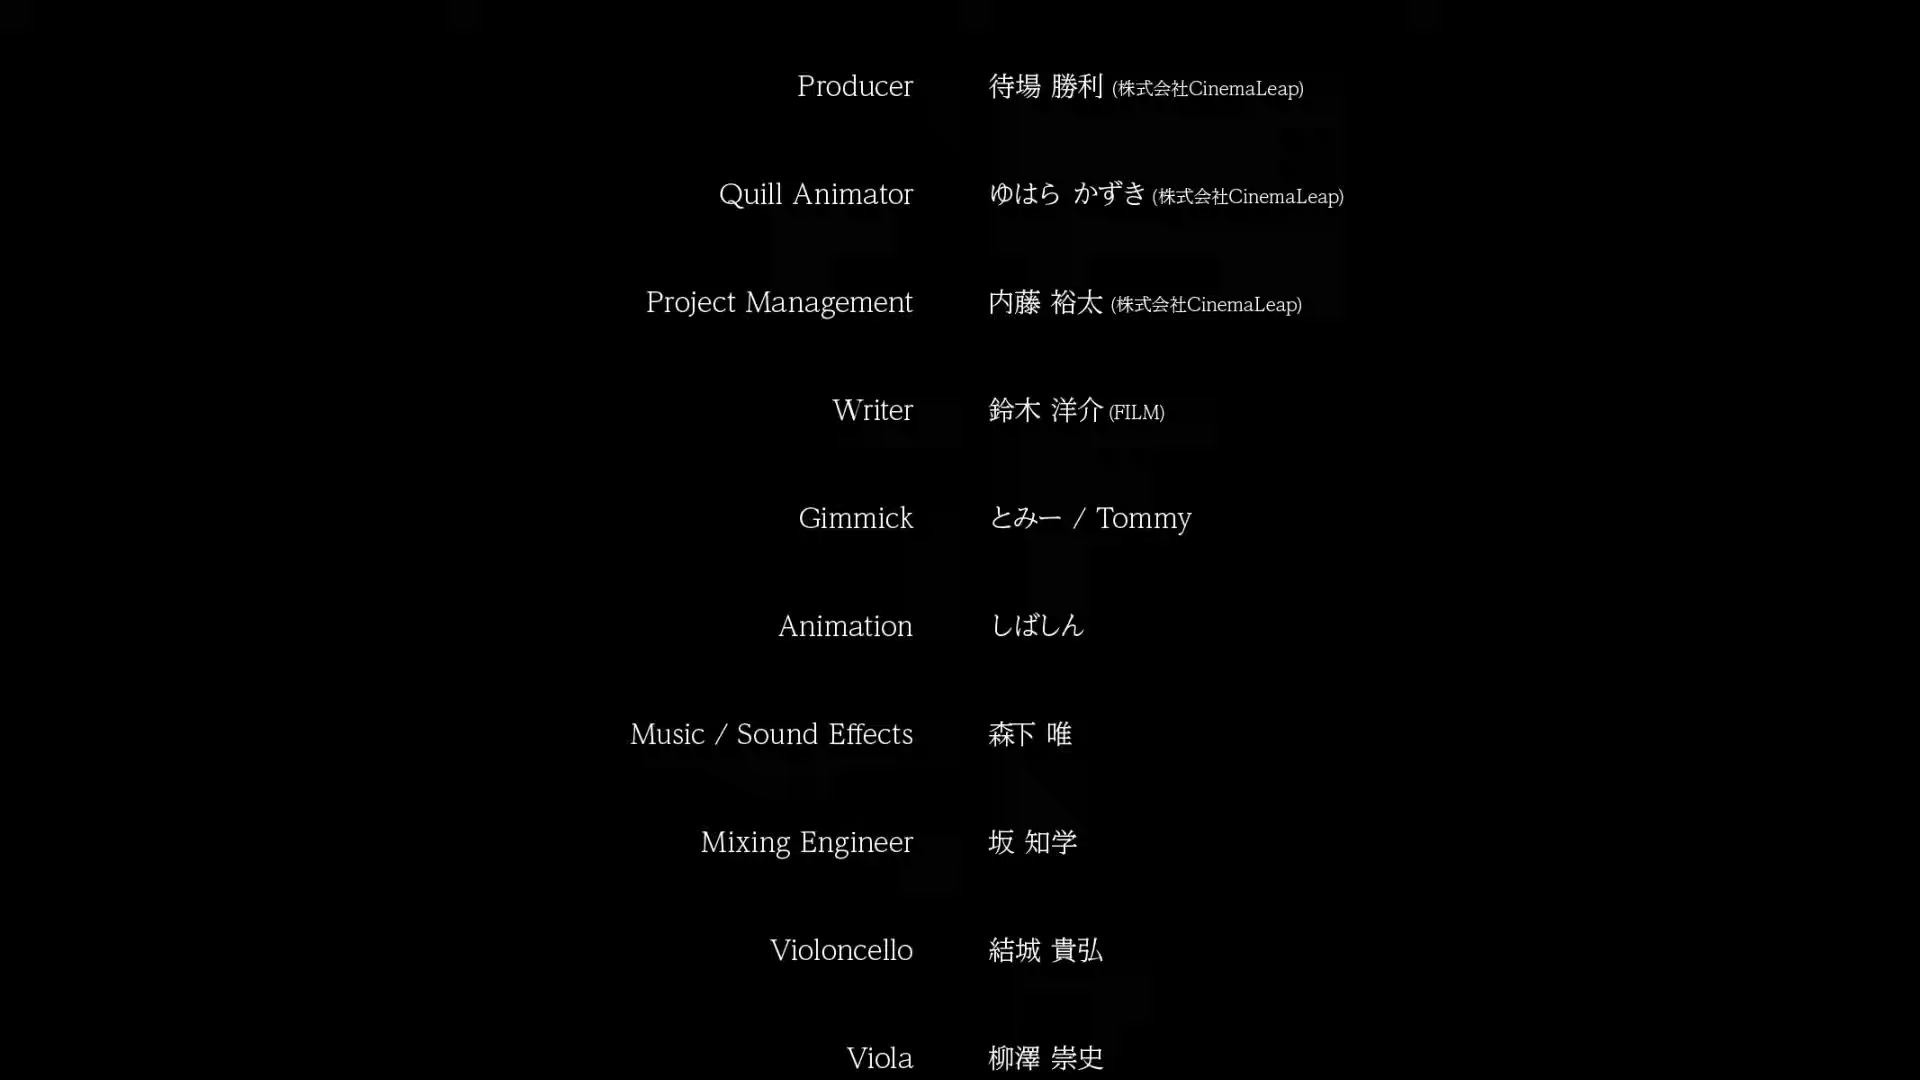 Producer 待場 勝利 (株式会社CinemaLeap)
Quill Animator ゆはら かずき (株式会社CinemaLeap)
Project Management 内藤 裕太 (株式会社CinemaLeap)
Writer 鈴木 洋介 (FILM)
Gimmick とみー / Tommy
Animation しばしん
Music / Sound Effects 森下 唯
Mixing Engineer 坂 知学
Violoncello 結城 貴弘
Viola 柳澤 崇史